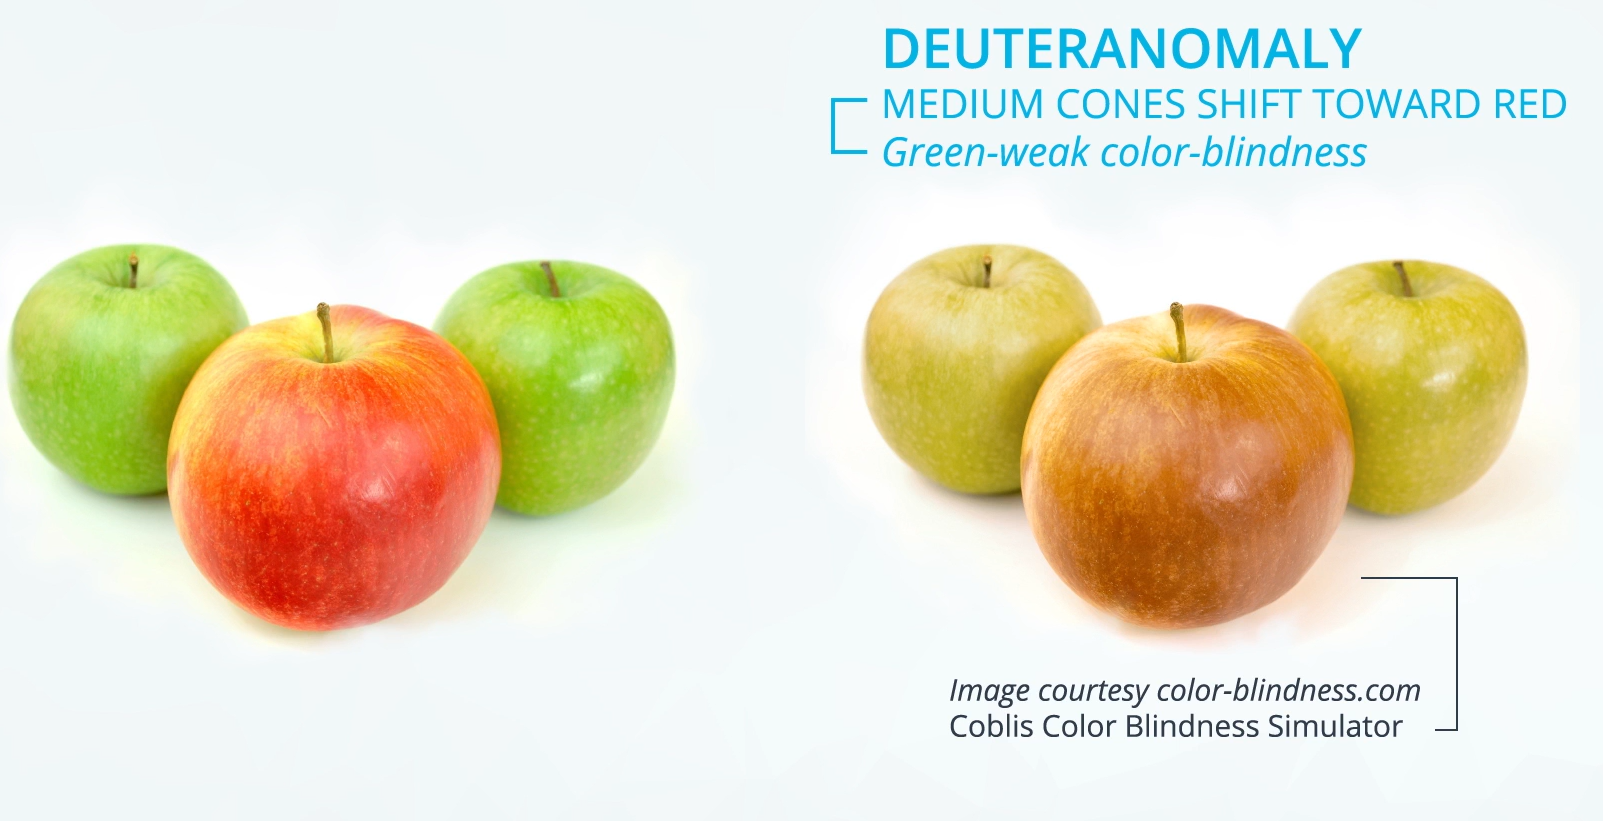 DEUTERANOMALY
MEDIUM CONES SHIFT TOWARD RED
Green-weak color-blindness
Image courtesy color-blindness.com
Coblis Color Blindness Simulator